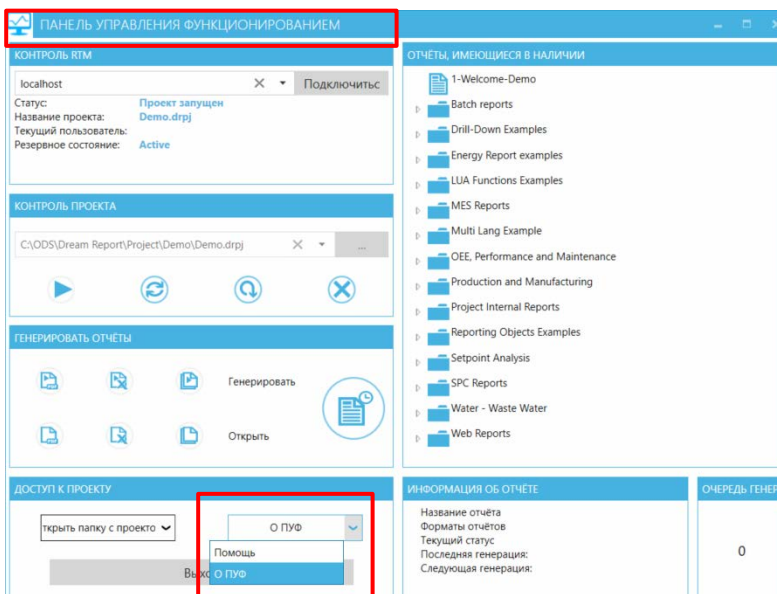 ПАНЕЛЬ УПРАВЛЕНИЯ ФУНКЦИОНИРОВАНИЕМ
КОНТРОЛЬ RTM
localhost
Подключитьс
Статус: Проект запущен
Название проекта: Demo.drpj
Текущий пользователь:
Резервное состояние: Active
КОНТРОЛЬ ПРОЕКТА
C:\ODS\Dream Report\Project\Demo\Demo.drpj
...
ГЕНЕРИРОВАТЬ ОТЧЁТЫ
Генерировать
Открыть
ДОСТУП К ПРОЕКТУ
ткрыть папку с проекто
О ПУФ
Помощь
О ПУФ
Выхо
ОТЧЁТЫ, ИМЕЮЩИЕСЯ В НАЛИЧИИ
1-Welcome-Demo
Batch reports
Drill-Down Examples
Energy Report examples
LUA Functions Examples
MES Reports
Multi Lang Example
OEE, Performance and Maintenance
Production and Manufacturing
Project Internal Reports
Reporting Objects Examples
Setpoint Analysis
SPC Reports
Water - Waste Water
Web Reports
ИНФОРМАЦИЯ ОБ ОТЧЁТЕ
Название отчёта
Форматы отчётов
Текущий статус
Последняя генерация:
Следующая генерация:
ОЧЕРЕДЬ ГЕНЕР
0